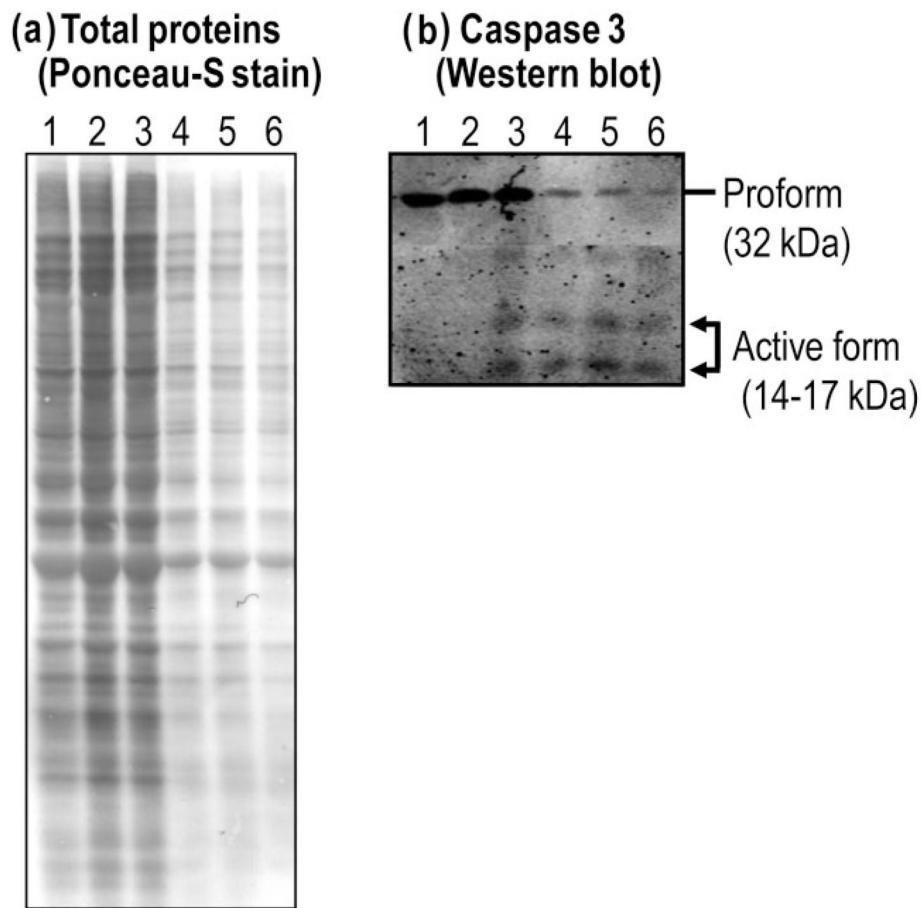 (a) Total proteins
(Ponceau-S stain)
1 2 3 4 5 6
(b) Caspase 3
(Western blot)
1 2 3 4 5 6
Proform
(32 kDa)
Active form
(14-17 kDa)